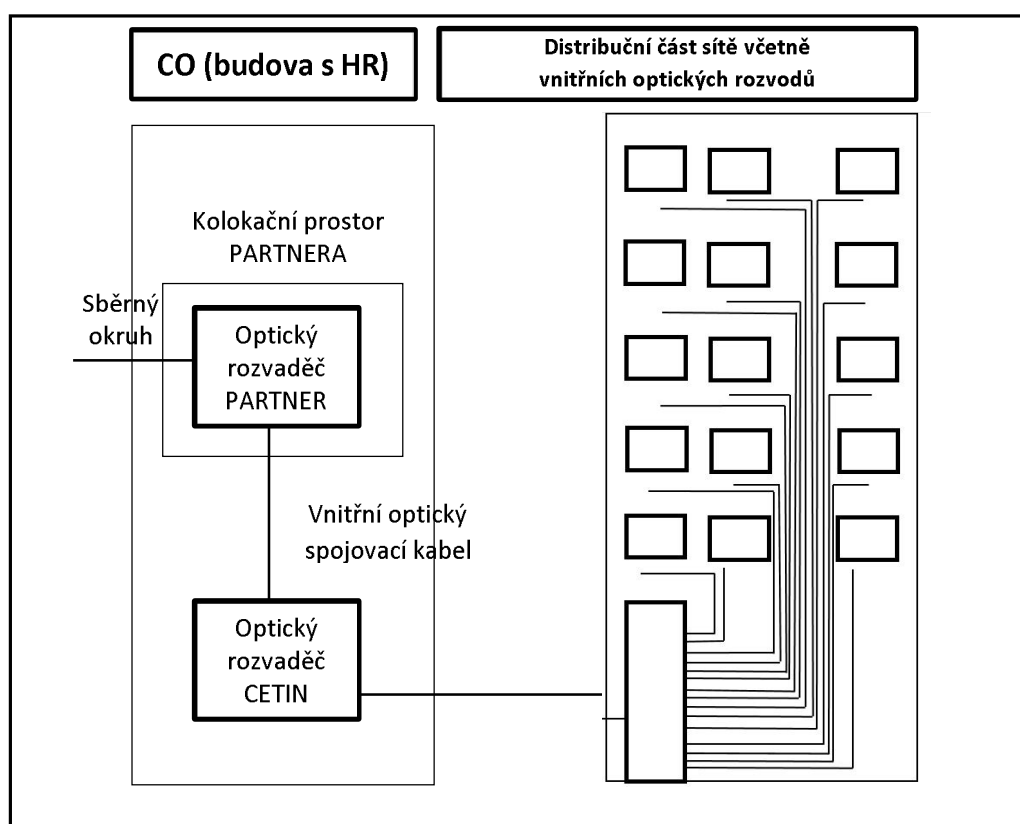 CO (budova s HR)
Distribuční část sítě včetně
vnitřních optických rozvodů
Kolokační prostor
PARTNERA
Sběrný
okruh
Optický
rozvaděč
PARTNER
Vnitřní optický
spojovací kabel
Optický
rozvaděč
CETIN